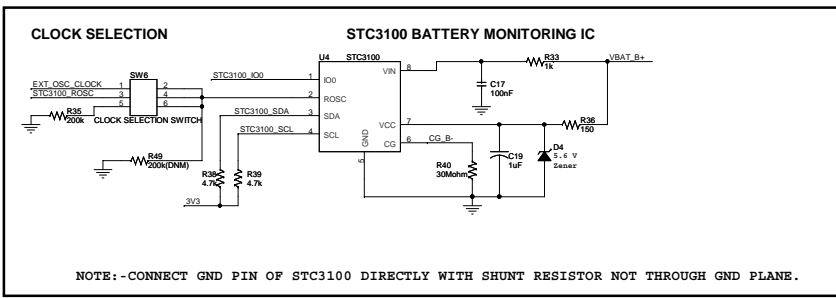 CLOCK SELECTION
STC3100 BATTERY MONITORING IC
U4 STC3100
SW6
EXT_OSC_CLOCK 1 2
STC3100_ROSC 3 4
5 6
R35
200k
CLOCK SELECTION SWITCH
R49
200k(DNM)
STC3100_IO0 1 IO0
2 ROSC
STC3100_SDA 3 SDA
STC3100_SCL 4 SCL
R38
4.7k
R39
4.7k
3V3
VIN 8
VCC 7
CG 6 CG_B-
GND 5
R33
1k
VBAT_B+
C17
100nF
R36
150
R40
30Mohm
C19
1uF
D4
5.6 V
Zener
NOTE:-CONNECT GND PIN OF STC3100 DIRECTLY WITH SHUNT RESISTOR NOT THROUGH GND PLANE.